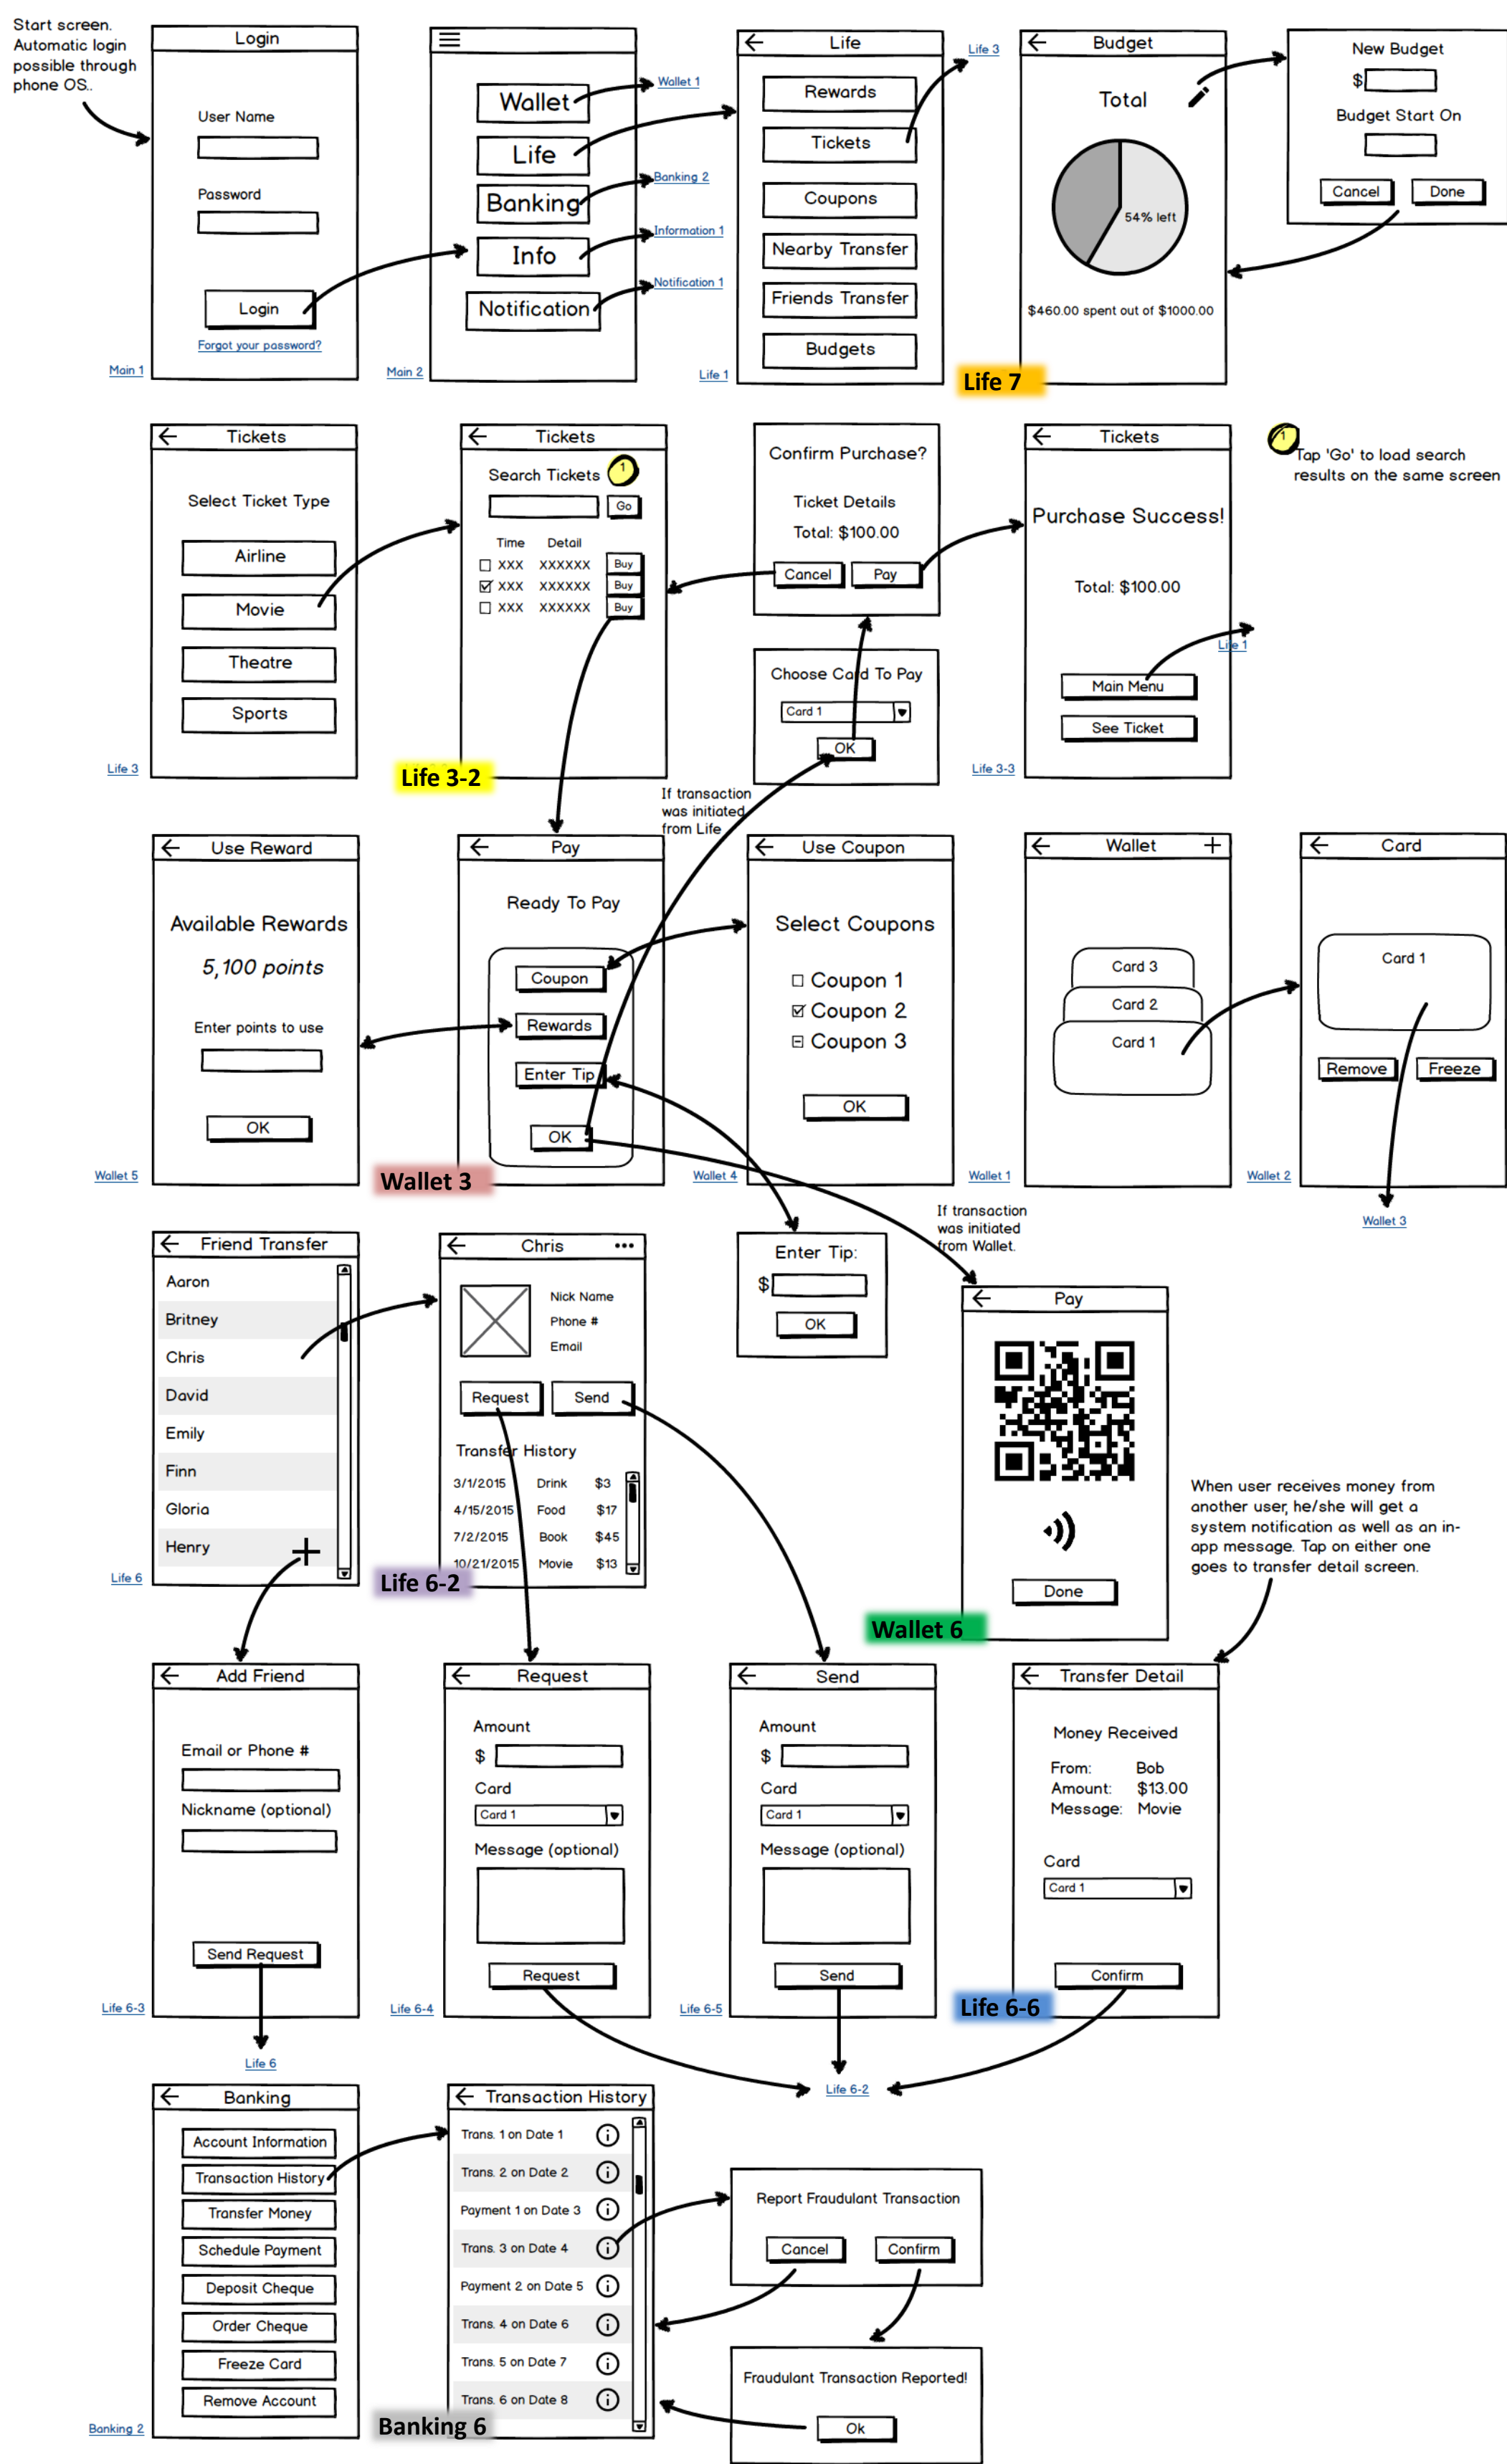 Start screen.
Automatic login
possible through
phone OS..
Login
User Name
Password
Login
Forgot your password?
Main 1
Wallet
Life
Banking
Info
Notification
Main 2
Wallet 1
Banking 2
Information 1
Notification 1
Life
Rewards
Tickets
Coupons
Nearby Transfer
Friends Transfer
Budgets
Life 1
Life 3
Budget
Total
54% left
$460.00 spent out of $1000.00
Life 7
New Budget
$
Budget Start On
Cancel Done
Tickets
Select Ticket Type
Airline
Movie
Theatre
Sports
Life 3
Tickets
Search Tickets 1
Go
Time Detail
XXX XXXXXX Buy
XXX XXXXXX Buy
XXX XXXXXX Buy
Life 3-2
Confirm Purchase?
Ticket Details
Total: $100.00
Cancel Pay
Choose Card To Pay
Card 1
OK
If transaction
was initiated
from Life
Tickets
Purchase Success!
Total: $100.00
Main Menu
See Ticket
Life 3-3
Life 1
1
Tap 'Go' to load search
results on the same screen
Use Reward
Available Rewards
5,100 points
Enter points to use
OK
Wallet 5
Pay
Ready To Pay
Coupon
Rewards
Enter Tip
OK
Wallet 3
Use Coupon
Select Coupons
Coupon 1
Coupon 2
Coupon 3
OK
Wallet 4
Wallet +
Card 3
Card 2
Card 1
Wallet 1
Card
Card 1
Remove Freeze
Wallet 2
Wallet 3
If transaction
was initiated
from Wallet.
Friend Transfer
Aaron
Britney
Chris
David
Emily
Finn
Gloria
Henry
Life 6
Chris
Nick Name
Phone #
Email
Request Send
Transfer History
3/1/2015 Drink $3
4/15/2015 Food $17
7/2/2015 Book $45
10/21/2015 Movie $13
Life 6-2
Enter Tip:
$
OK
Pay
Done
Wallet 6
When user receives money from
another user, he/she will get a
system notification as well as an in-
app message. Tap on either one
goes to transfer detail screen.
Add Friend
Email or Phone #
Nickname (optional)
Send Request
Life 6-3
Life 6
Request
Amount
$
Card
Card 1
Message (optional)
Request
Life 6-4
Send
Amount
$
Card
Card 1
Message (optional)
Send
Life 6-5
Transfer Detail
Money Received
From: Bob
Amount: $13.00
Message: Movie
Card
Card 1
Confirm
Life 6-6
Life 6-2
Banking
Account Information
Transaction History
Transfer Money
Schedule Payment
Deposit Cheque
Order Cheque
Freeze Card
Remove Account
Banking 2
Transaction History
Trans. 1 on Date 1
Trans. 2 on Date 2
Payment 1 on Date 3
Trans. 3 on Date 4
Payment 2 on Date 5
Trans. 4 on Date 6
Trans. 5 on Date 7
Trans. 6 on Date 8
Banking 6
Report Fraudulant Transaction
Cancel Confirm
Fraudulant Transaction Reported!
Ok